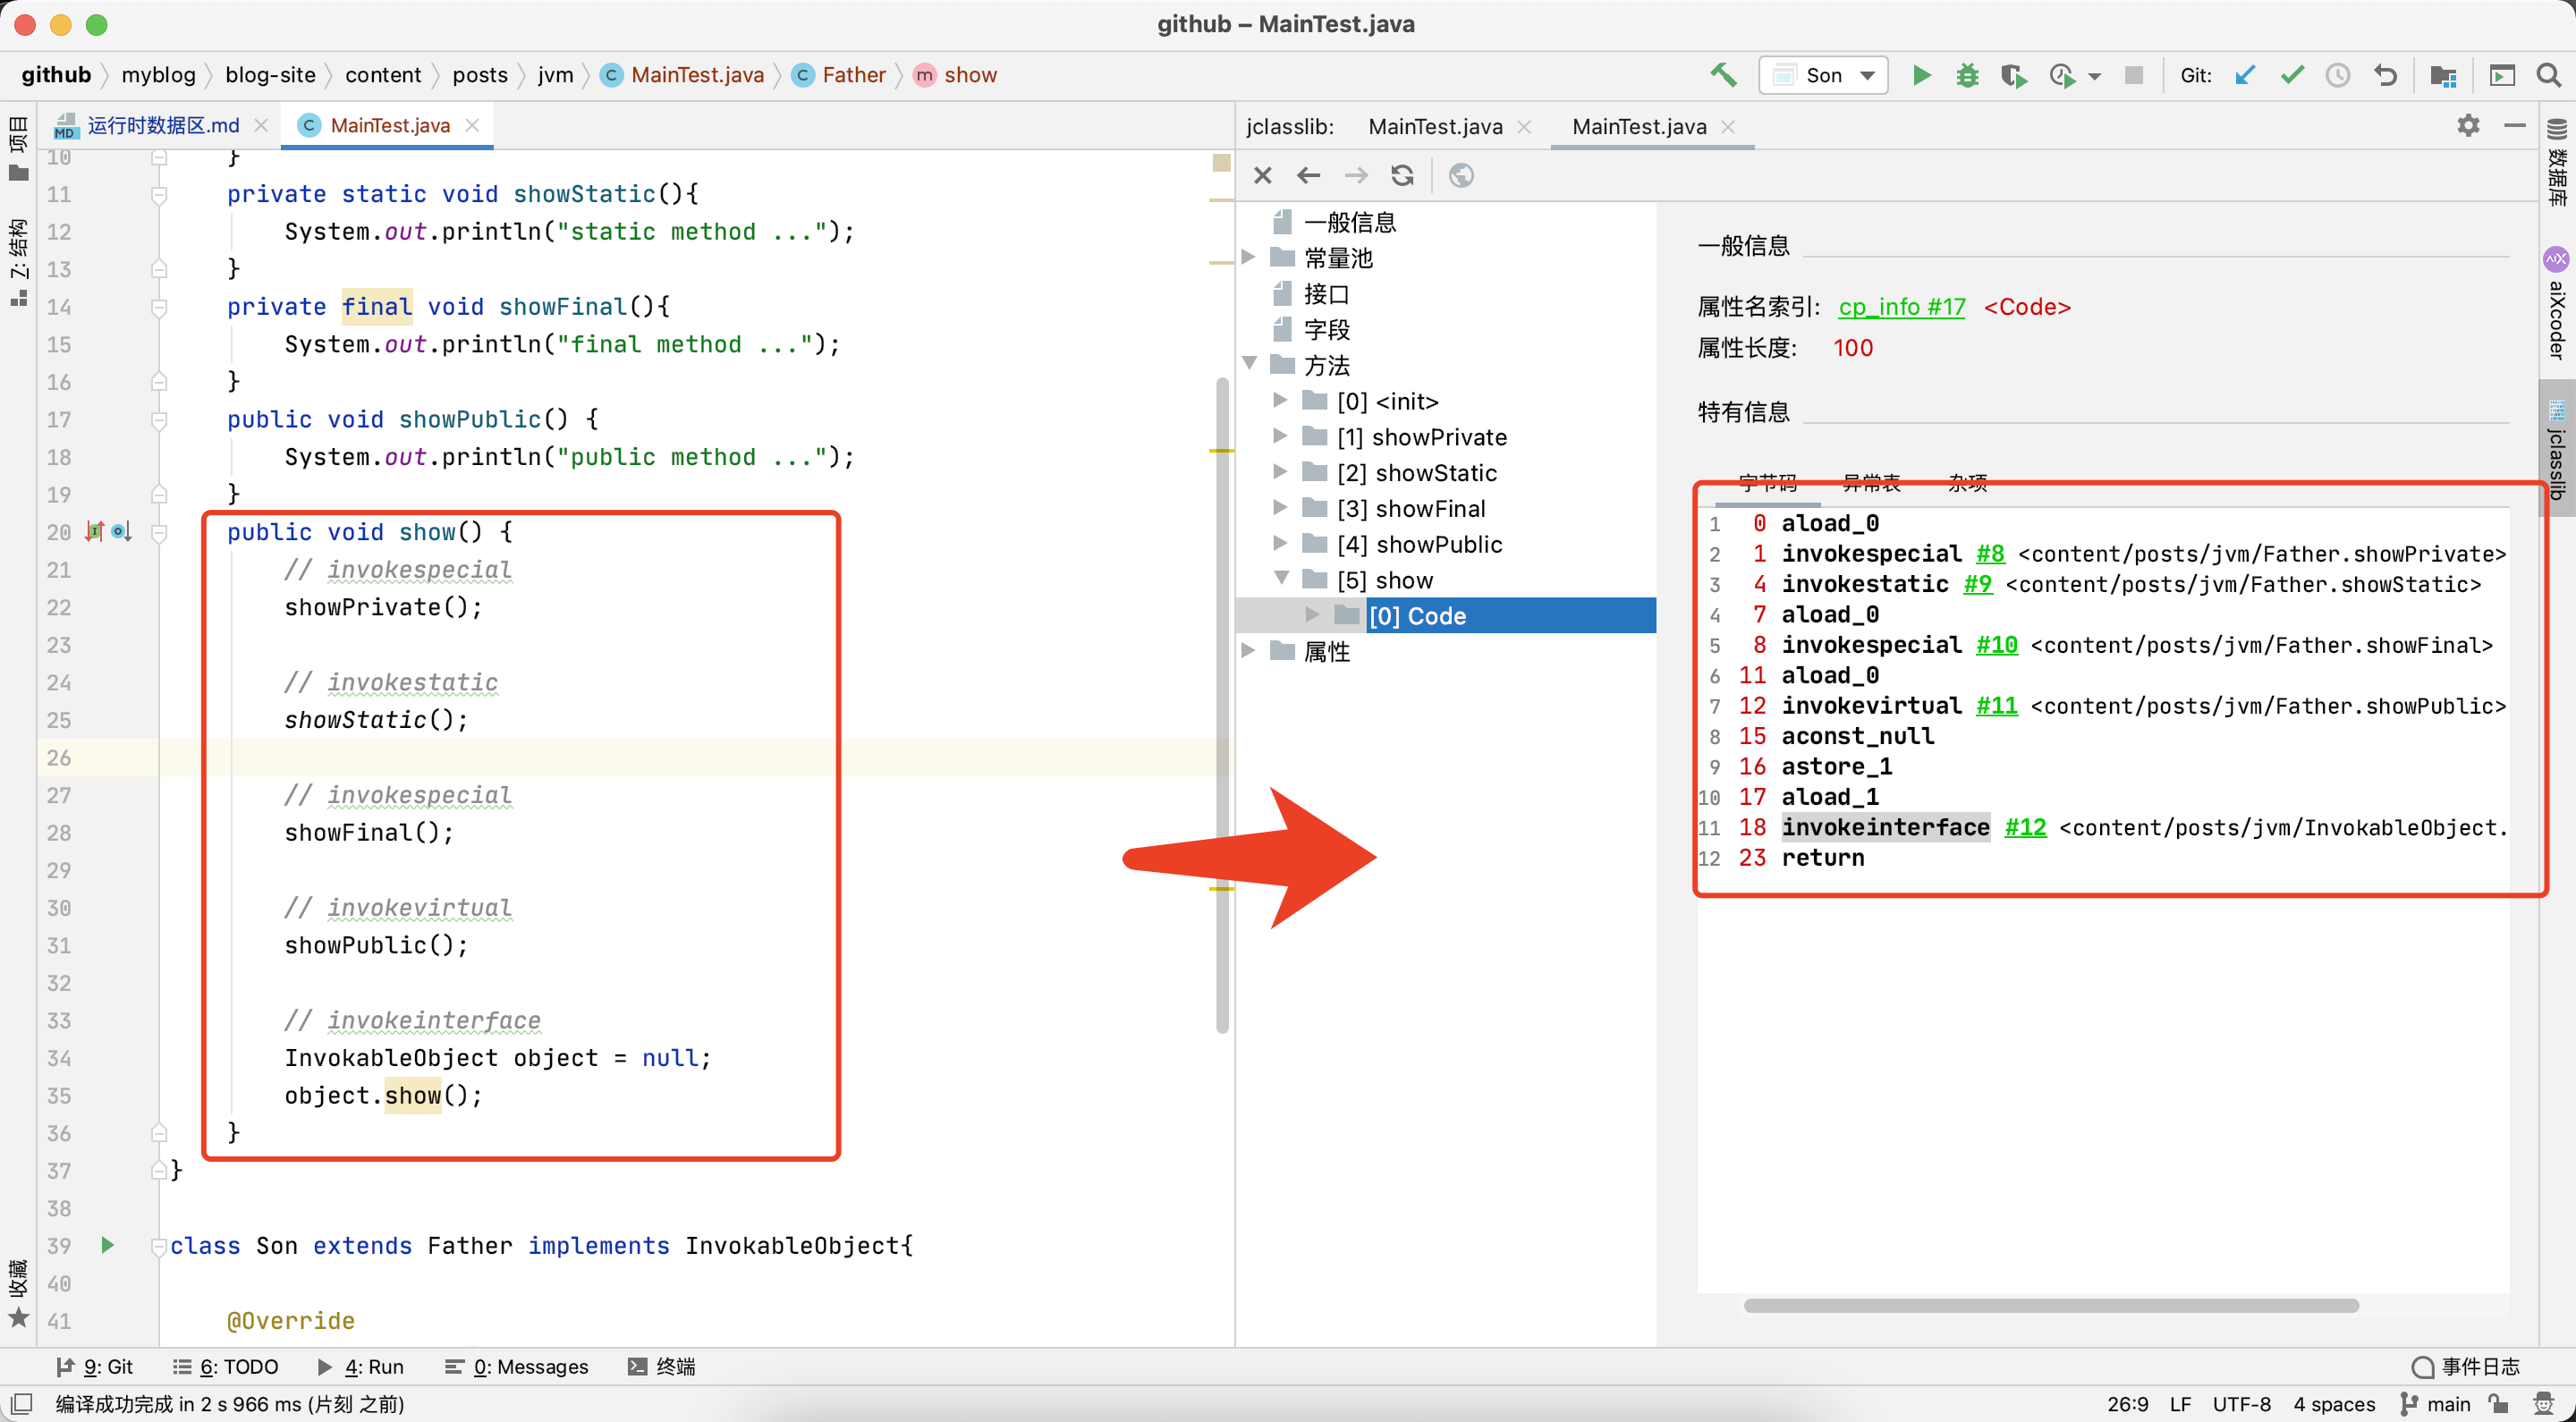 github – MainTest.java
github myblog blog-site content posts jvm MainTest.java Father show
Son
Git:
运行时数据区.md
MainTest.java
jclasslib: MainTest.java MainTest.java
项目
Z: 结构
收藏
10 }
11 private static void showStatic(){
12 System.out.println("static method ...");
13 }
14 private final void showFinal(){
15 System.out.println("final method ...");
16 }
17 public void showPublic() {
18 System.out.println("public method ...");
19 }
20 public void show() {
21 // invokespecial
22 showPrivate();
23
24 // invokestatic
25 showStatic();
26
27 // invokespecial
28 showFinal();
29
30 // invokevirtual
31 showPublic();
32
33 // invokeinterface
34 InvokableObject object = null;
35 object.show();
36 }
37 }
38
39 class Son extends Father implements InvokableObject{
40
41 @Override
一般信息
常量池
接口
字段
方法
[0] <init>
[1] showPrivate
[2] showStatic
[3] showFinal
[4] showPublic
[5] show
[0] Code
属性
一般信息
属性名索引: cp_info #17 <Code>
属性长度: 100
特有信息
字节码 异常表 杂项
1 0 aload_0
2 1 invokespecial #8 <content/posts/jvm/Father.showPrivate>
3 4 invokestatic #9 <content/posts/jvm/Father.showStatic>
4 7 aload_0
5 8 invokespecial #10 <content/posts/jvm/Father.showFinal>
6 11 aload_0
7 12 invokevirtual #11 <content/posts/jvm/Father.showPublic>
8 15 aconst_null
9 16 astore_1
10 17 aload_1
11 18 invokeinterface #12 <content/posts/jvm/InvokableObject.
12 23 return
数据库
aiXcoder
jclasslib
9: Git 6: TODO 4: Run 0: Messages 终端
事件日志
编译成功完成 in 2 s 966 ms (片刻 之前)
26:9 LF UTF-8 4 spaces main